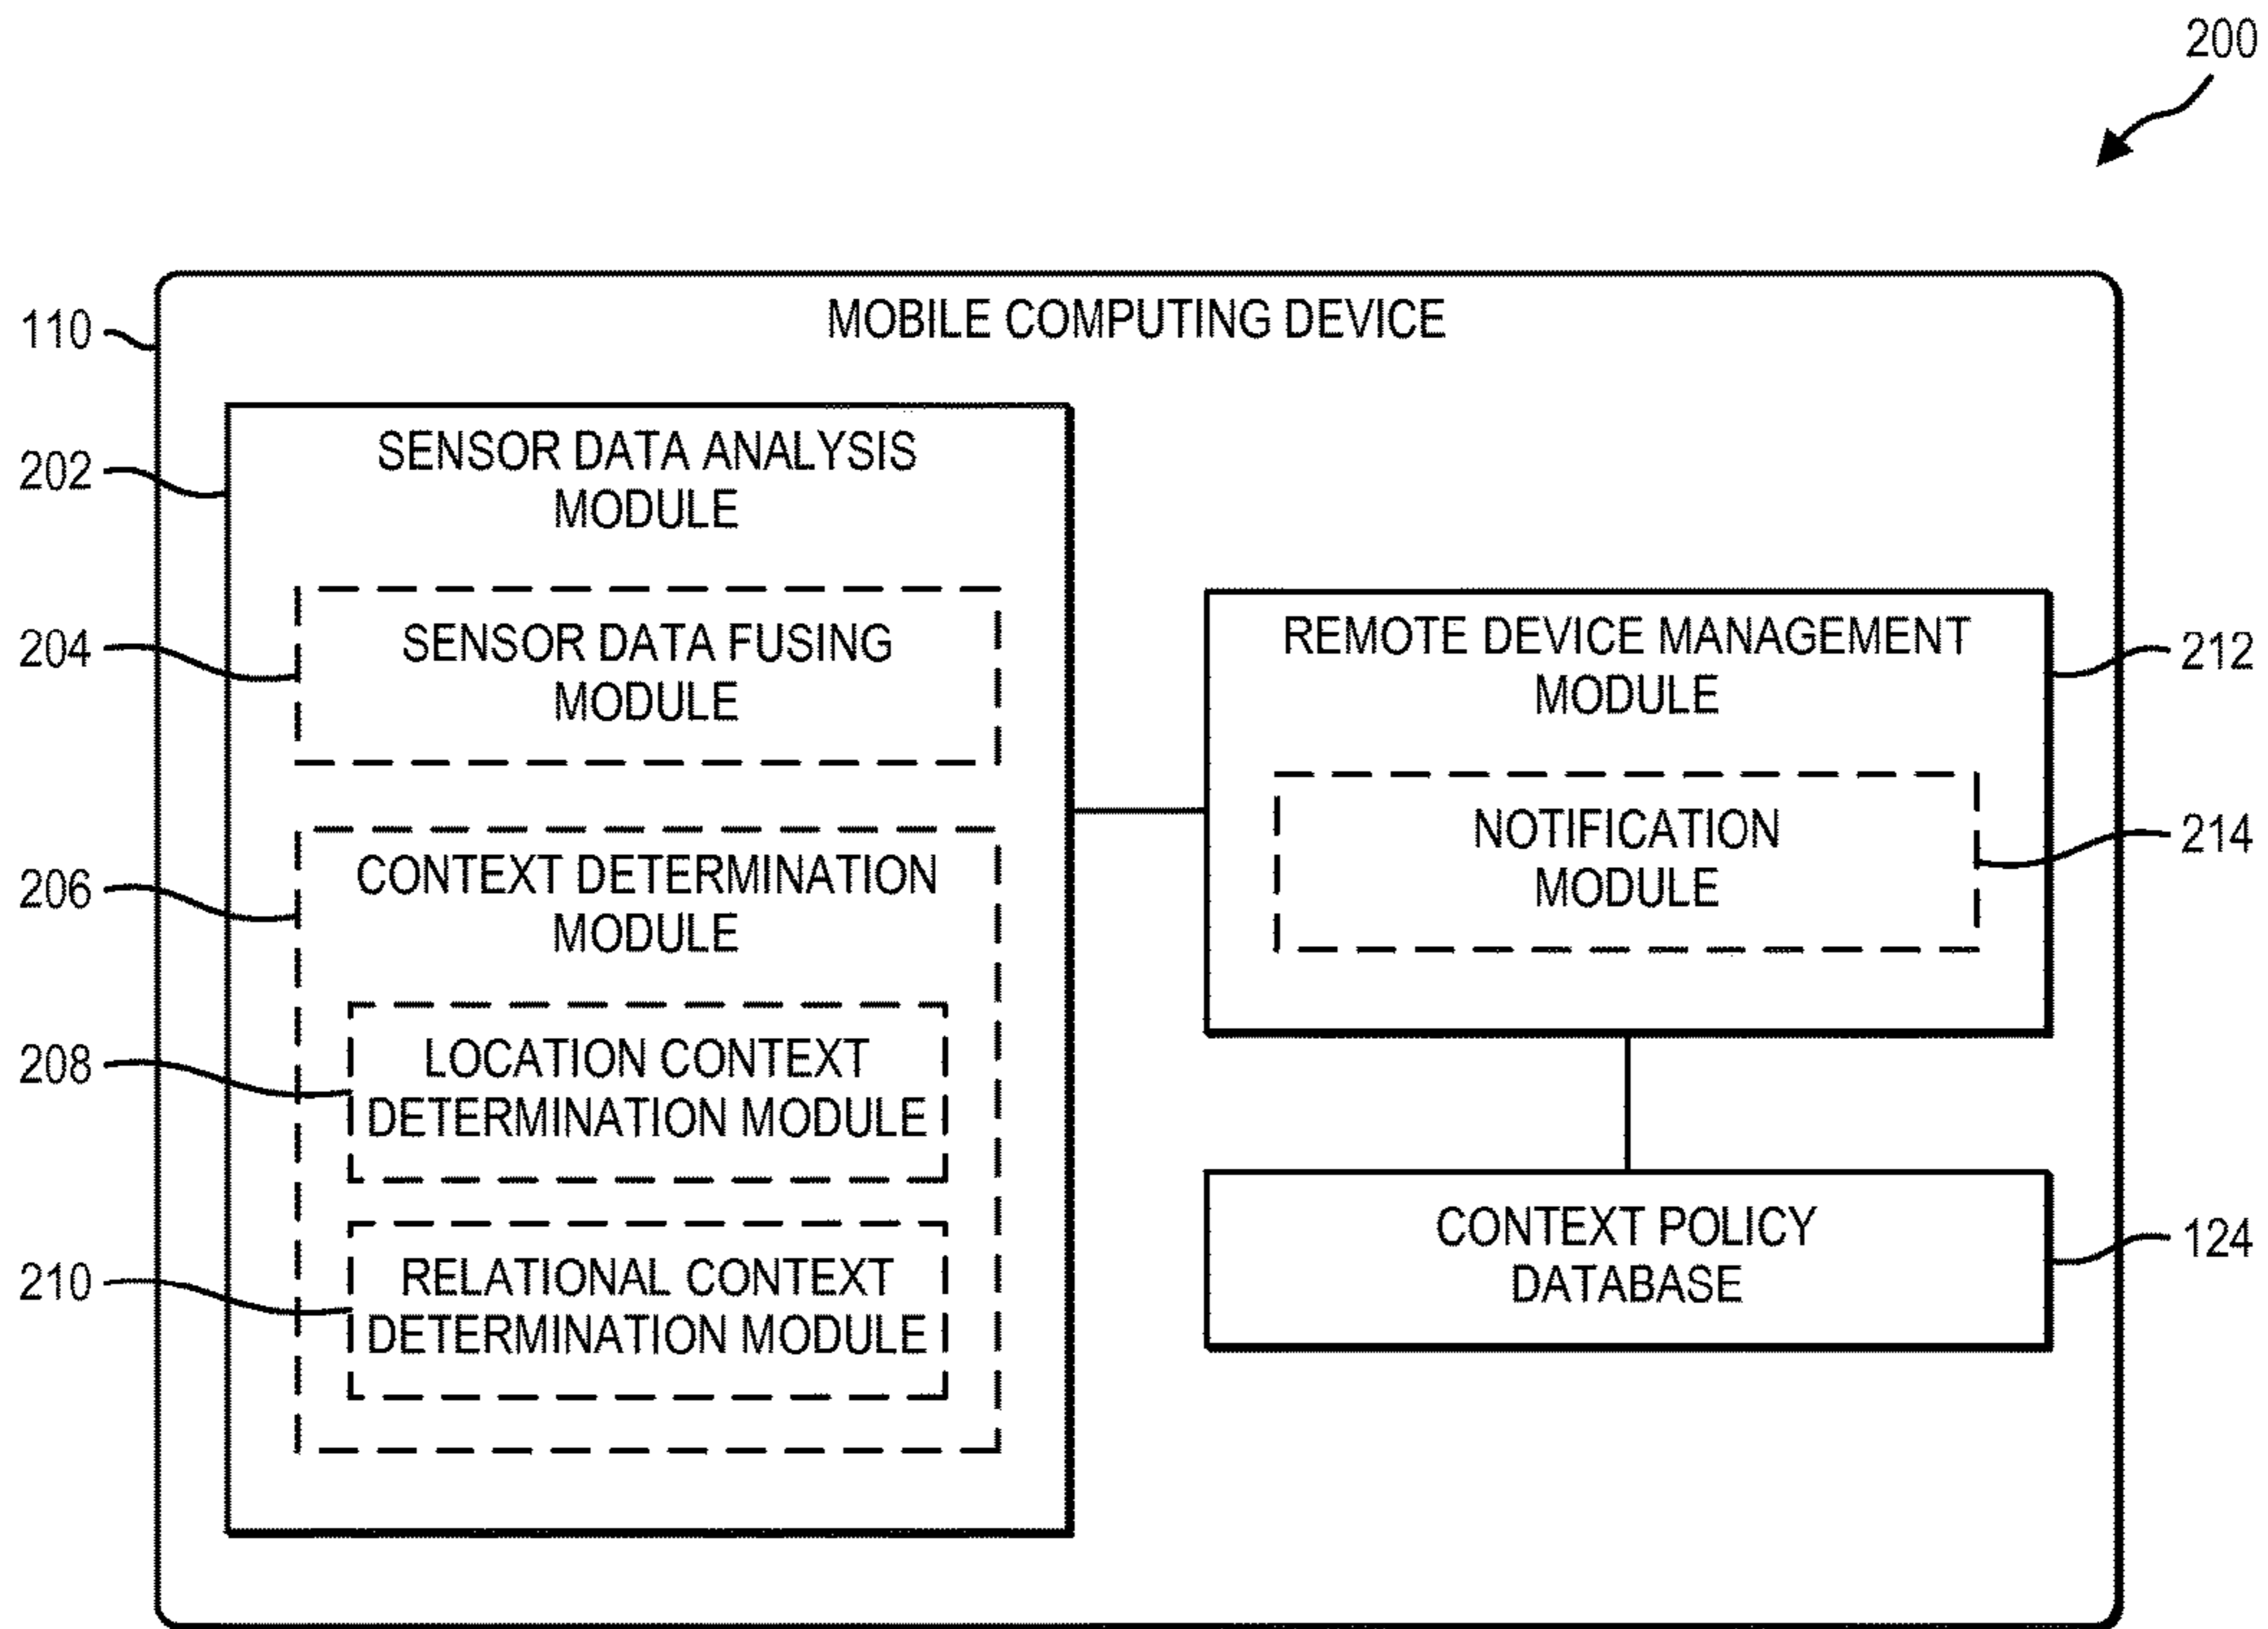 200
110
MOBILE COMPUTING DEVICE
202
SENSOR DATA ANALYSIS
MODULE
204
SENSOR DATA FUSING
MODULE
206
CONTEXT DETERMINATION
MODULE
208
LOCATION CONTEXT
DETERMINATION MODULE
210
RELATIONAL CONTEXT
DETERMINATION MODULE
REMOTE DEVICE MANAGEMENT
MODULE
212
NOTIFICATION
MODULE
214
CONTEXT POLICY
DATABASE
124